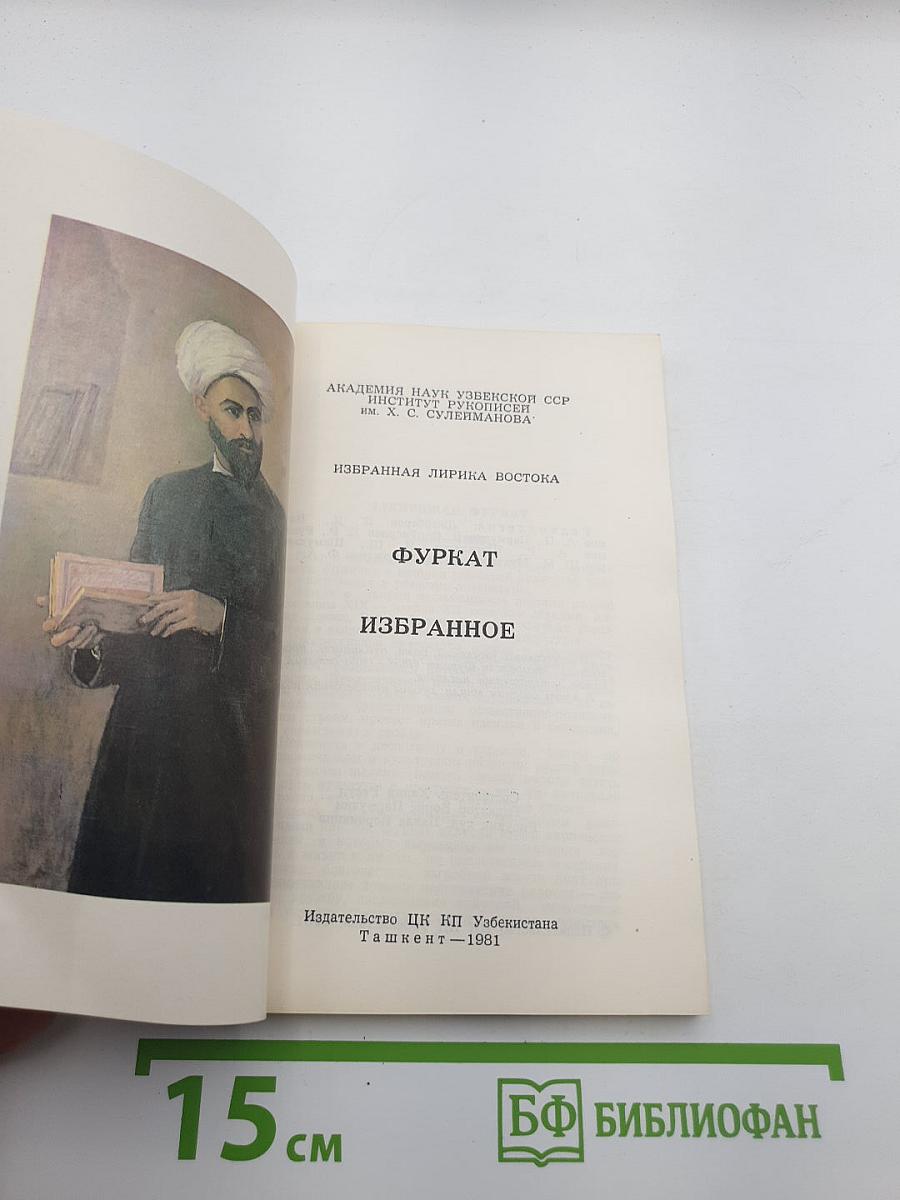 АКАДЕМИЯ НАУК УЗБЕКСКОЙ ССР
ИНСТИТУТ РУКОПИСЕЙ
им. Х. С. СУЛЕЙМАНОВА
ИЗБРАННАЯ ЛИРИКА ВОСТОКА
ФУРКАТ
ИЗБРАННОЕ
Издательство ЦК КП Узбекистана
Ташкент—1981
15 см
БФ БИБЛИОФАН